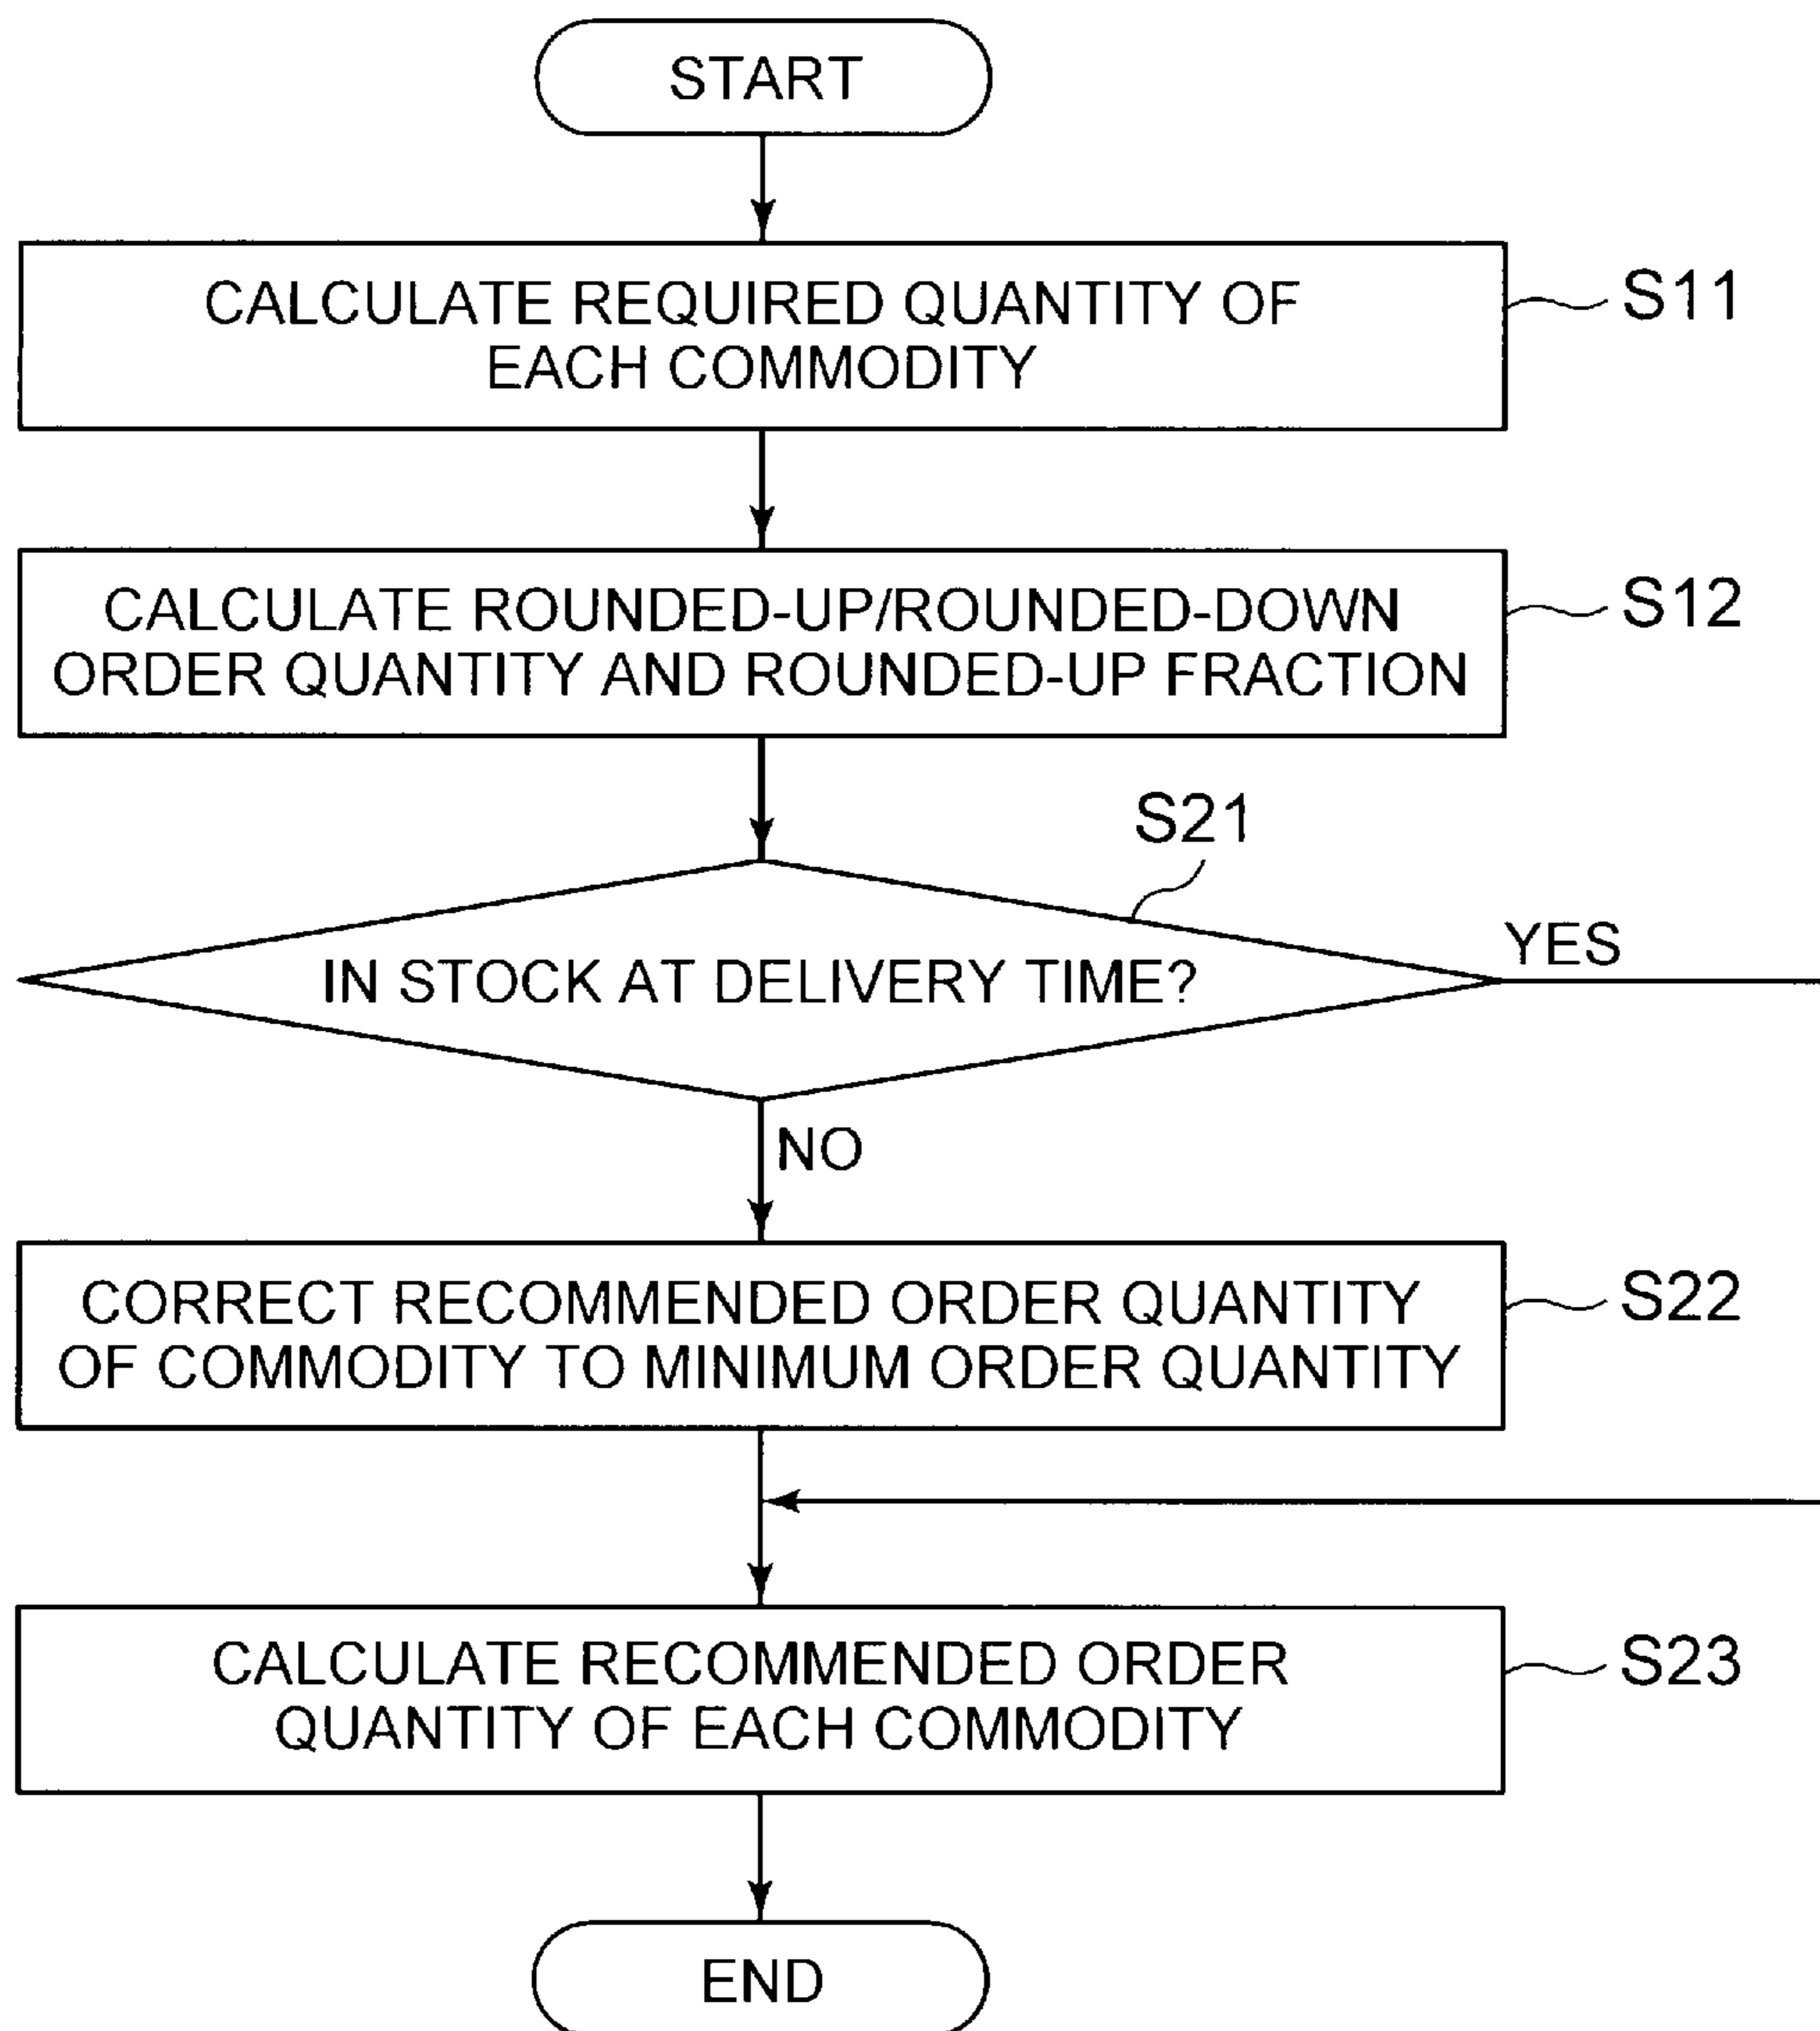 START
CALCULATE REQUIRED QUANTITY OF
EACH COMMODITY
S11
CALCULATE ROUNDED-UP/ROUNDED-DOWN
ORDER QUANTITY AND ROUNDED-UP FRACTION
S12
S21
IN STOCK AT DELIVERY TIME?
YES
NO
CORRECT RECOMMENDED ORDER QUANTITY
OF COMMODITY TO MINIMUM ORDER QUANTITY
S22
CALCULATE RECOMMENDED ORDER
QUANTITY OF EACH COMMODITY
S23
END